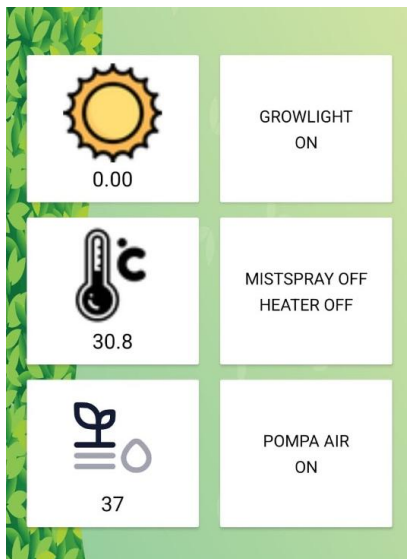 0.00
GROWLIGHT
ON
°C
30.8
MISTSPRAY OFF
HEATER OFF
37
POMPA AIR
ON